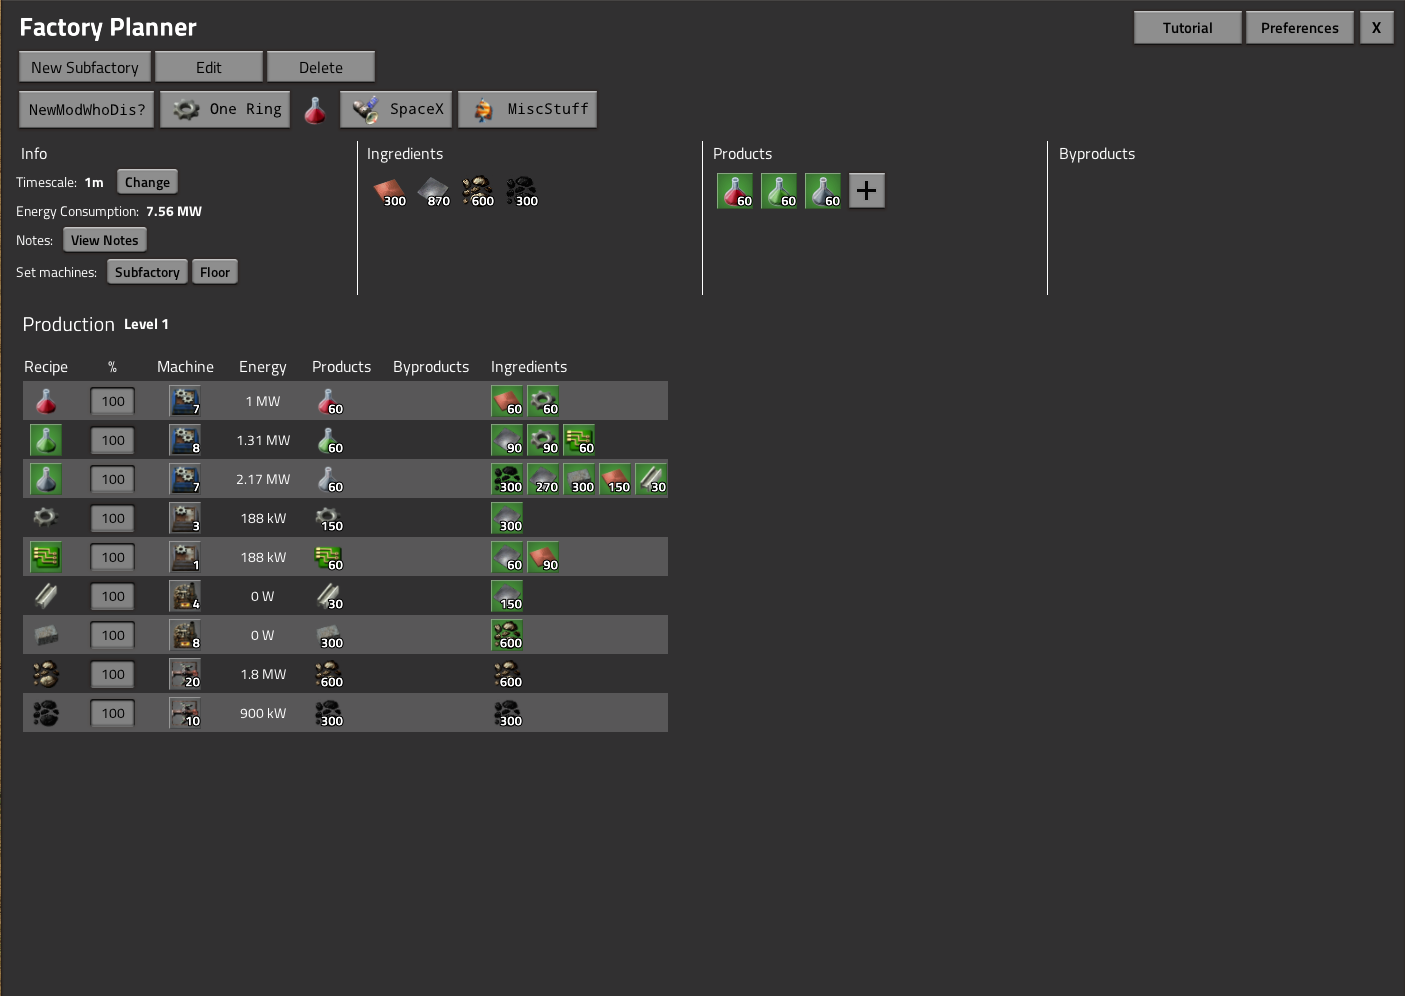 Factory Planner
Tutorial Preferences X
New Subfactory Edit Delete
NewModWhoDis? One Ring SpaceX MiscStuff
Info Ingredients Products Byproducts
Timescale: 1m Change
300 870 600 300 60 60 60 +
Energy Consumption: 7.56 MW
Notes: View Notes
Set machines: Subfactory Floor
Production Level 1
Recipe % Machine Energy Products Byproducts Ingredients
100 7 1 MW 60 60 60
100 8 1.31 MW 60 90 90 60
100 7 2.17 MW 60 300 270 300 150 30
100 3 188 kW 150 300
100 1 188 kW 60 60 90
100 4 0 W 30 150
100 8 0 W 300 600
100 20 1.8 MW 600 600
100 10 900 kW 300 300